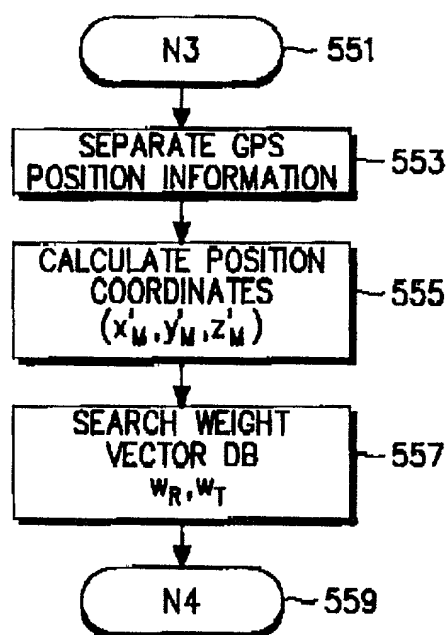 N3
551
SEPARATE GPS
POSITION INFORMATION
553
CALCULATE POSITION
COORDINATES
(x'M, y'M, z'M)
555
SEARCH WEIGHT
VECTOR DB
wR, wT
557
N4
559